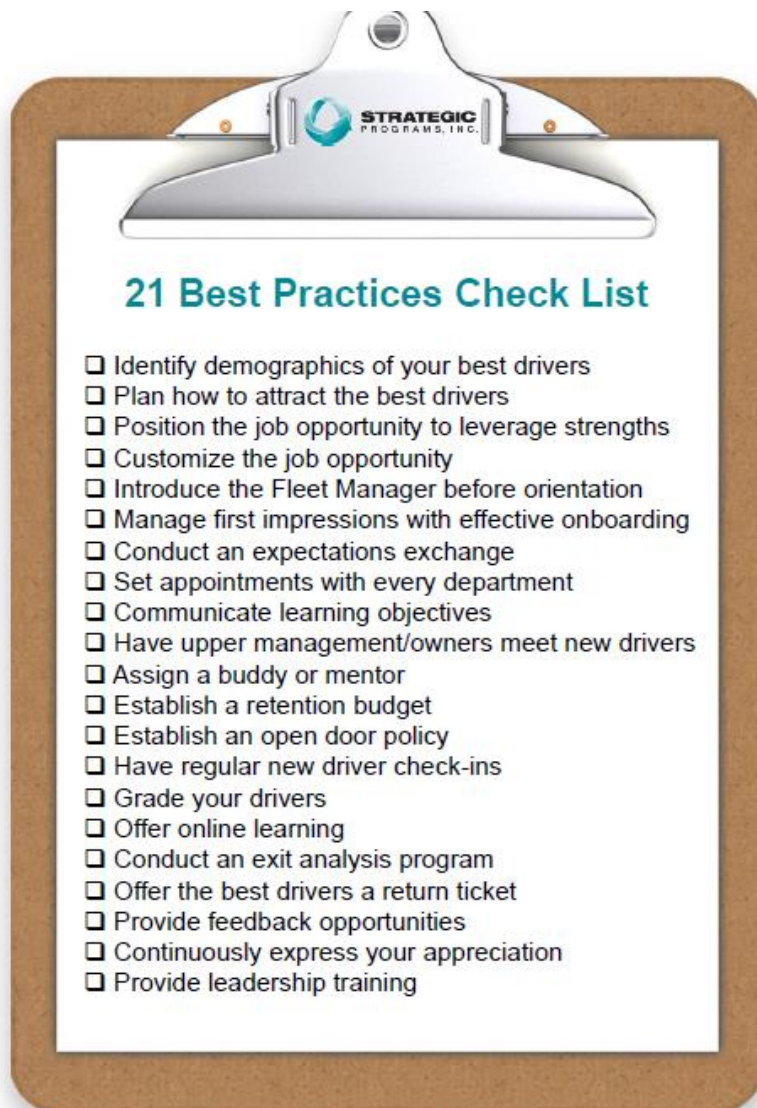 STRATEGIC
PROGRAMS, INC.
21 Best Practices Check List
❑ Identify demographics of your best drivers
❑ Plan how to attract the best drivers
❑ Position the job opportunity to leverage strengths
❑ Customize the job opportunity
❑ Introduce the Fleet Manager before orientation
❑ Manage first impressions with effective onboarding
❑ Conduct an expectations exchange
❑ Set appointments with every department
❑ Communicate learning objectives
❑ Have upper management/owners meet new drivers
❑ Assign a buddy or mentor
❑ Establish a retention budget
❑ Establish an open door policy
❑ Have regular new driver check-ins
❑ Grade your drivers
❑ Offer online learning
❑ Conduct an exit analysis program
❑ Offer the best drivers a return ticket
❑ Provide feedback opportunities
❑ Continuously express your appreciation
❑ Provide leadership training